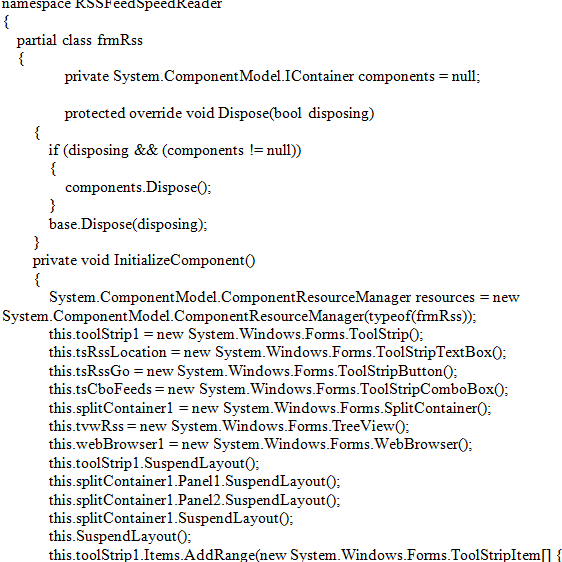 namespace RSSFeedSpeedReader
{
partial class frmRss
{
private System.ComponentModel.IContainer components = null;
protected override void Dispose(bool disposing)
{
if (disposing && (components != null))
{
components.Dispose();
}
base.Dispose(disposing);
}
private void InitializeComponent()
{
System.ComponentModel.ComponentResourceManager resources = new
System.ComponentModel.ComponentResourceManager(typeof(frmRss));
this.toolStrip1 = new System.Windows.Forms.ToolStrip();
this.tsRssLocation = new System.Windows.Forms.ToolStripTextBox();
this.tsRssGo = new System.Windows.Forms.ToolStripButton();
this.tsCboFeeds = new System.Windows.Forms.ToolStripComboBox();
this.splitContainer1 = new System.Windows.Forms.SplitContainer();
this.tvwRss = new System.Windows.Forms.TreeView();
this.webBrowser1 = new System.Windows.Forms.WebBrowser();
this.toolStrip1.SuspendLayout();
this.splitContainer1.Panel1.SuspendLayout();
this.splitContainer1.Panel2.SuspendLayout();
this.splitContainer1.SuspendLayout();
this.SuspendLayout();
this.toolStrip1.Items.AddRange(new System.Windows.Forms.ToolStripItem[] {